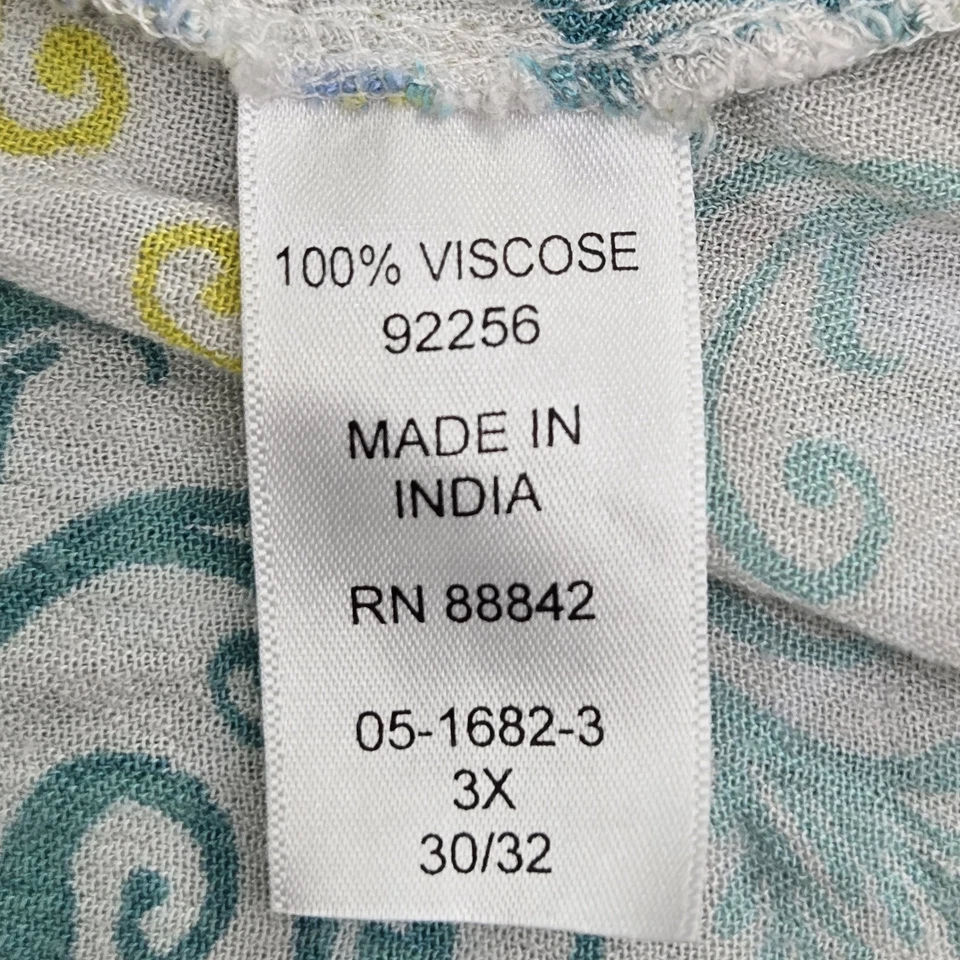 100% VISCOSE
92256
MADE IN
INDIA
RN 88842
05-1682-3
3X
30/32